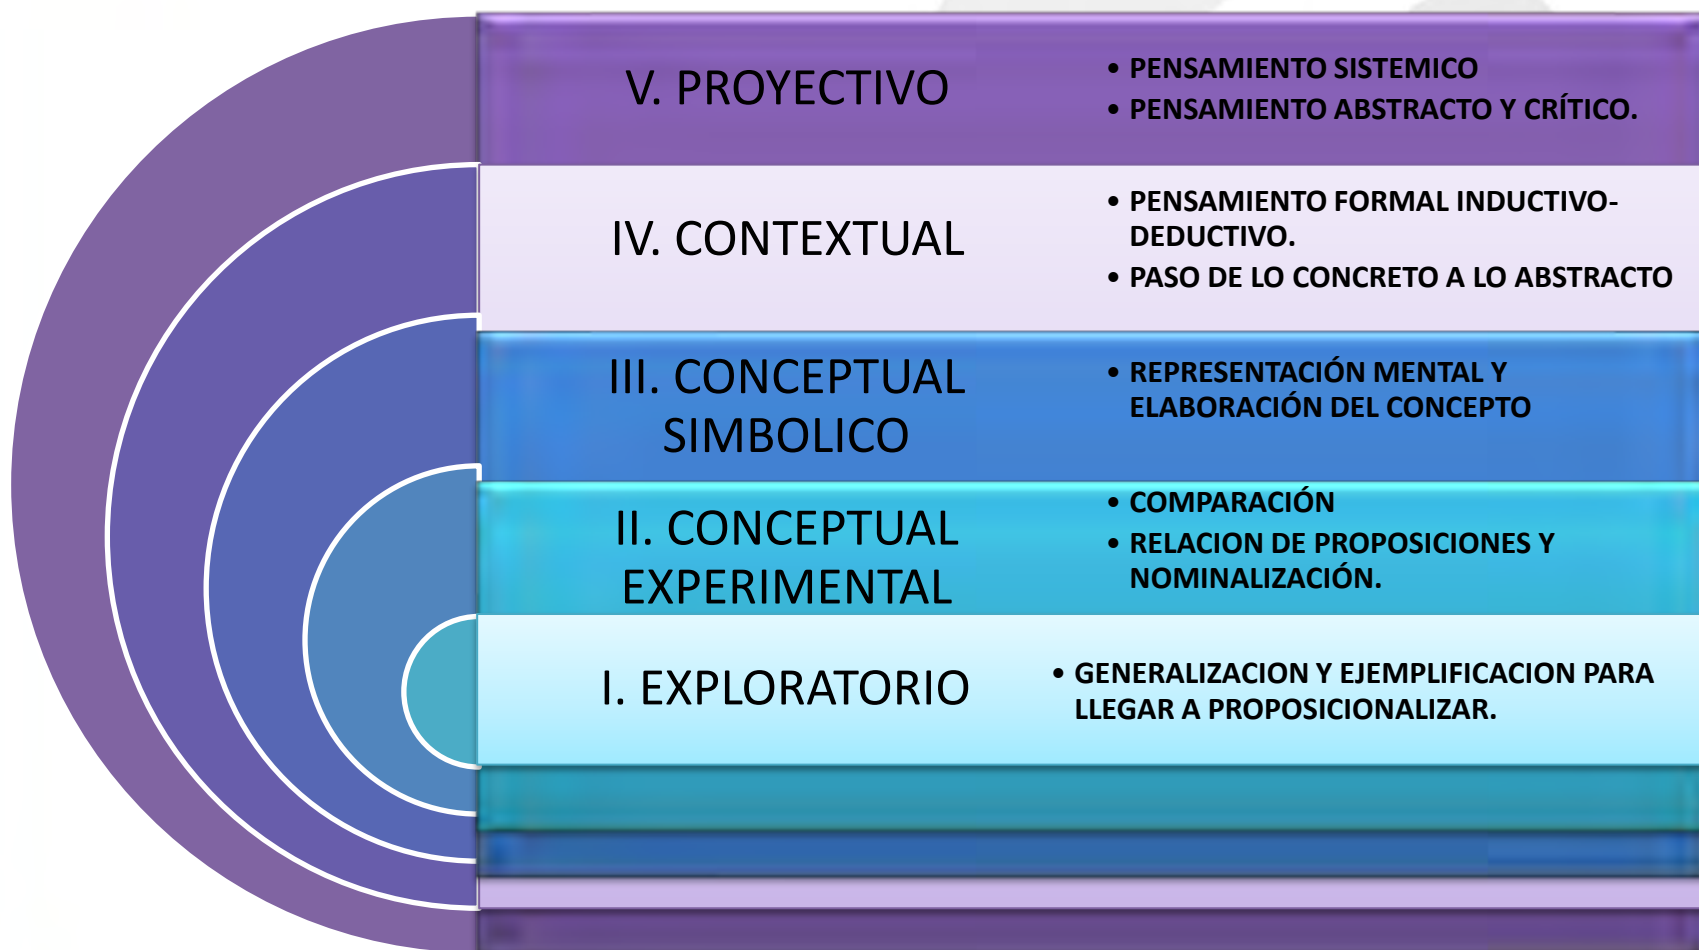 V. PROYECTIVO
• PENSAMIENTO SISTEMICO
• PENSAMIENTO ABSTRACTO Y CRÍTICO.
IV. CONTEXTUAL
• PENSAMIENTO FORMAL INDUCTIVO-
DEDUCTIVO.
• PASO DE LO CONCRETO A LO ABSTRACTO
III. CONCEPTUAL
SIMBOLICO
• REPRESENTACIÓN MENTAL Y
ELABORACIÓN DEL CONCEPTO
II. CONCEPTUAL
EXPERIMENTAL
• COMPARACIÓN
• RELACION DE PROPOSICIONES Y
NOMINALIZACIÓN.
I. EXPLORATORIO
• GENERALIZACION Y EJEMPLIFICACION PARA
LLEGAR A PROPOSICIONALIZAR.